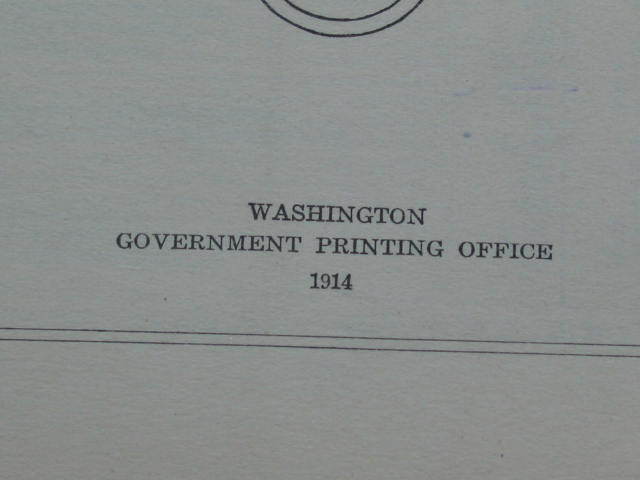 WASHINGTON
GOVERNMENT PRINTING OFFICE
1914